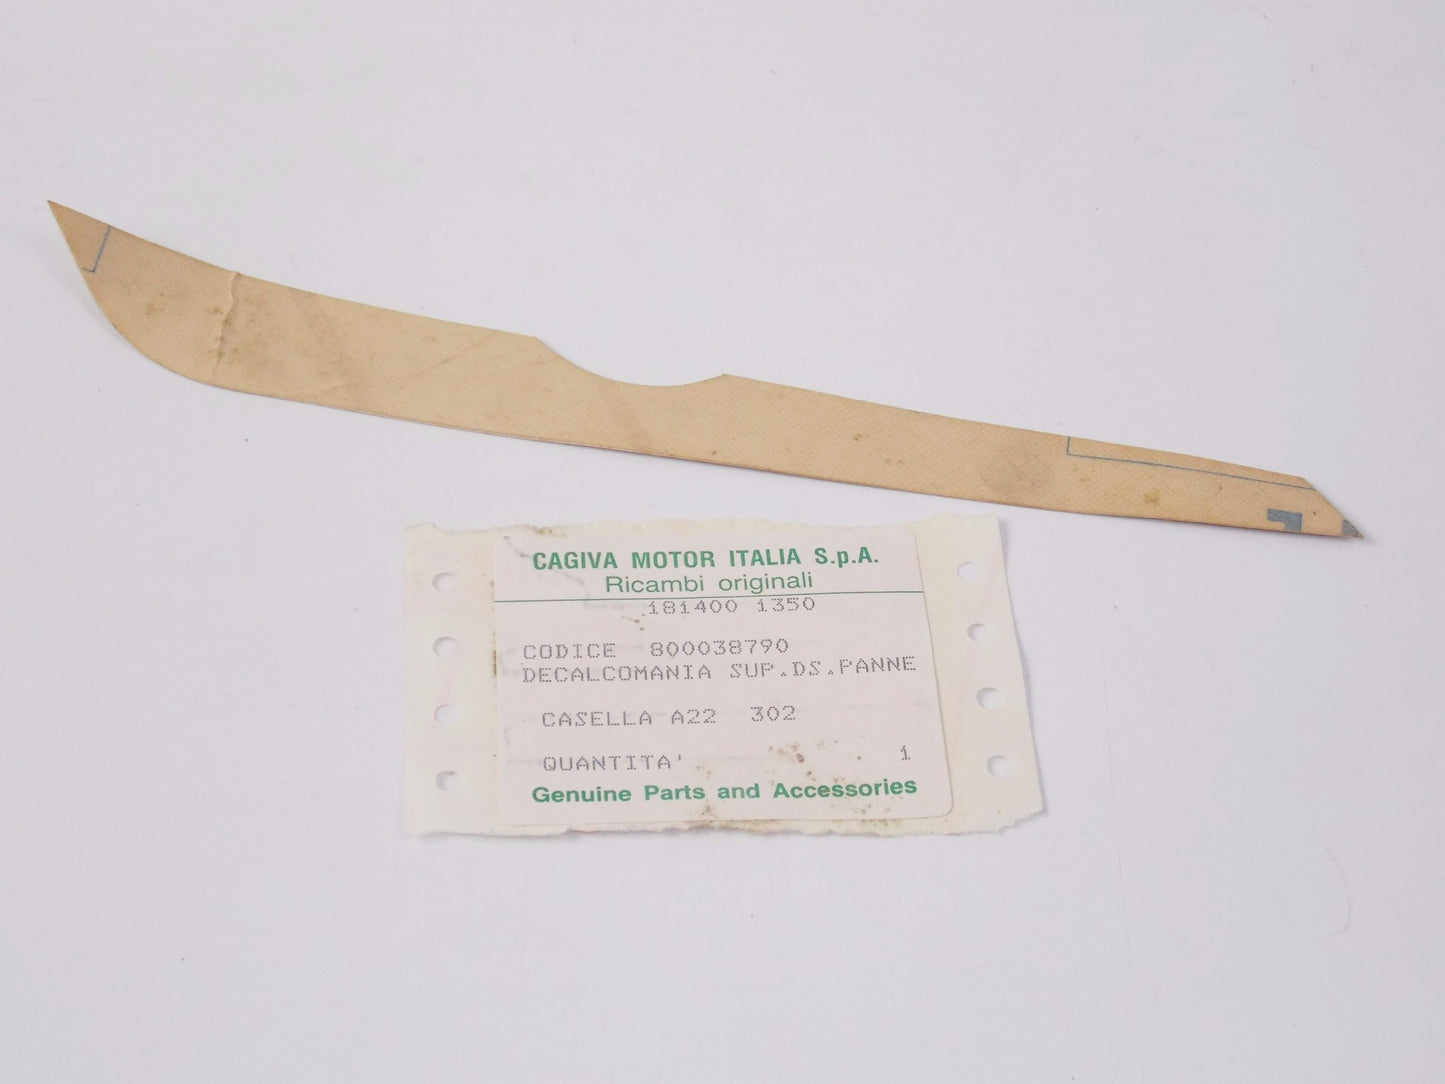 CAGIVA MOTOR ITALIA S.p.A.
Ricambi originali
181400 1350
CODICE 800038790
DECALCOMANIA SUP.DS.PANNE
CASELLA A22 302
QUANTITA' 1
Genuine Parts and Accessories